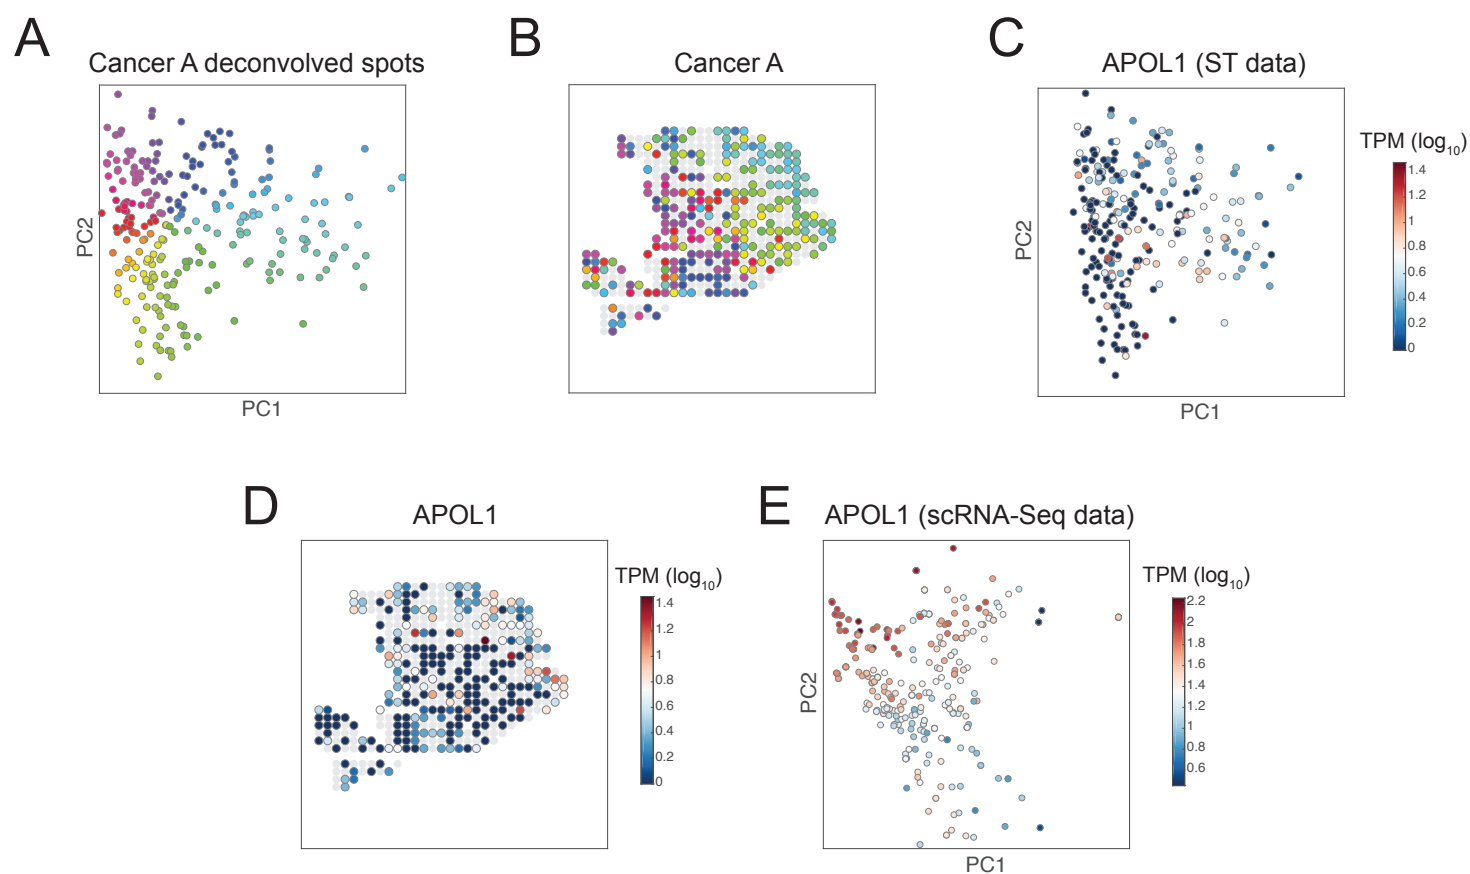 A
Cancer A deconvolved spots
PC2
PC1
B
Cancer A
C
APOL1 (ST data)
PC2
PC1
TPM (log10)
1.4
1.2
1
0.8
0.6
0.4
0.2
0
D
APOL1
TPM (log10)
1.4
1.2
1
0.8
0.6
0.4
0.2
0
E
APOL1 (scRNA-Seq data)
PC2
PC1
TPM (log10)
2.2
2
1.8
1.6
1.4
1.2
1
0.8
0.6